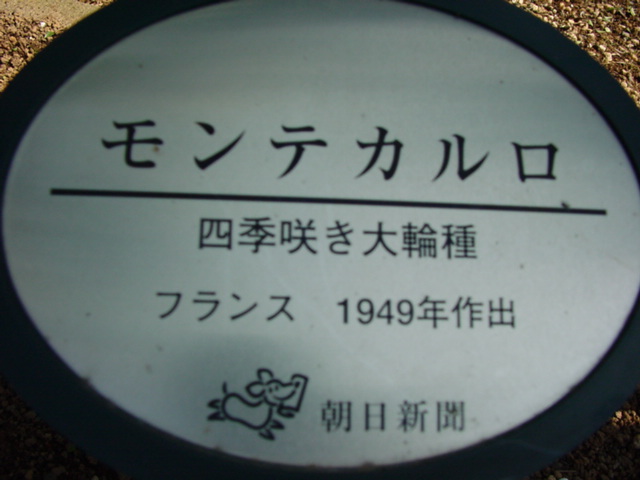 モンテカルロ
四季咲き大輪種
フランス　1949年作出
朝日新聞